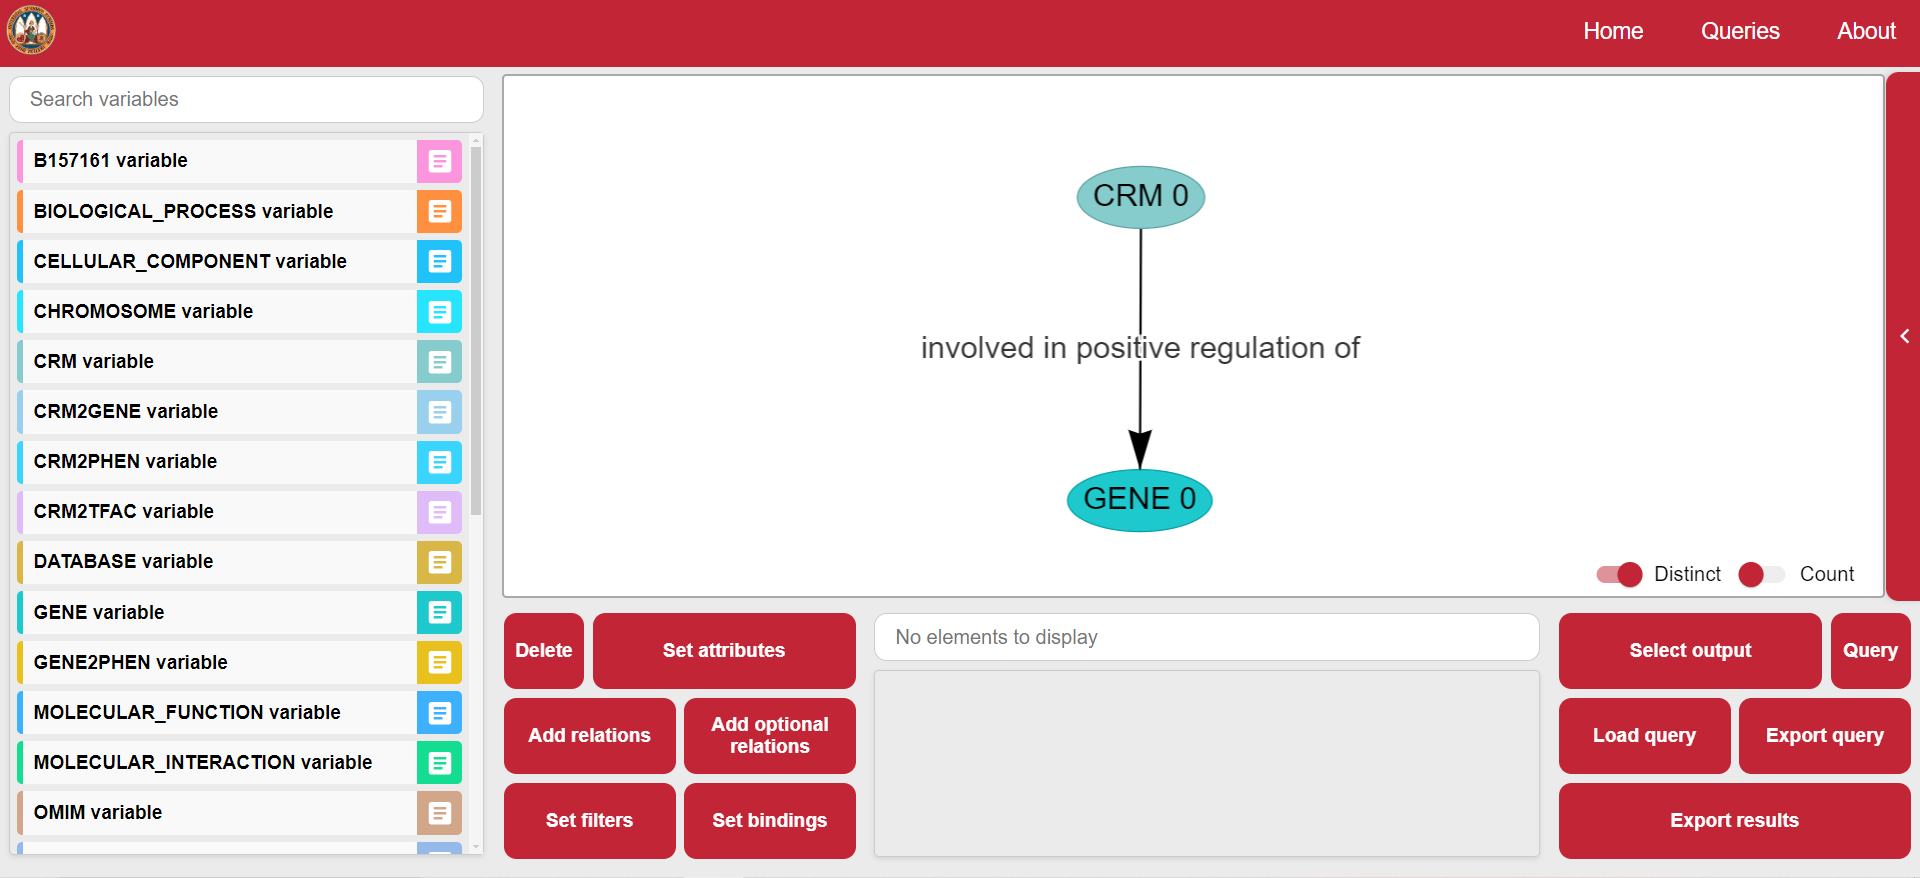 Home
Queries
About
Search variables
B157161 variable
BIOLOGICAL_PROCESS variable
CELLULAR_COMPONENT variable
CHROMOSOME variable
CRM variable
CRM2GENE variable
CRM2PHEN variable
CRM2TFAC variable
DATABASE variable
GENE variable
GENE2PHEN variable
MOLECULAR_FUNCTION variable
MOLECULAR_INTERACTION variable
OMIM variable
CRM 0
involved in positive regulation of
GENE 0
Distinct
Count
Delete
Set attributes
Add relations
Add optional
relations
Set filters
Set bindings
No elements to display
Select output
Query
Load query
Export query
Export results